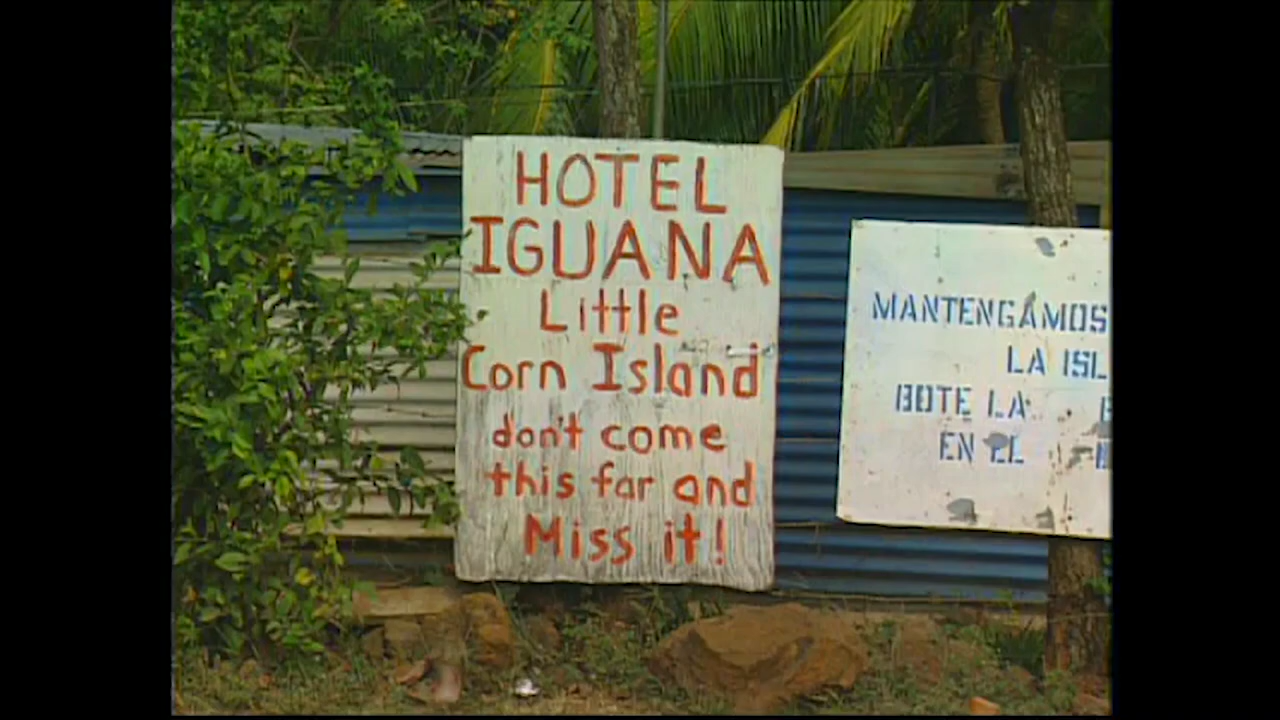 HOTEL
IGUANA
Little
Corn Island
don't come
this far and
Miss it!
MANTENGAMOS
LA ISL
BOTE LA
EN EL